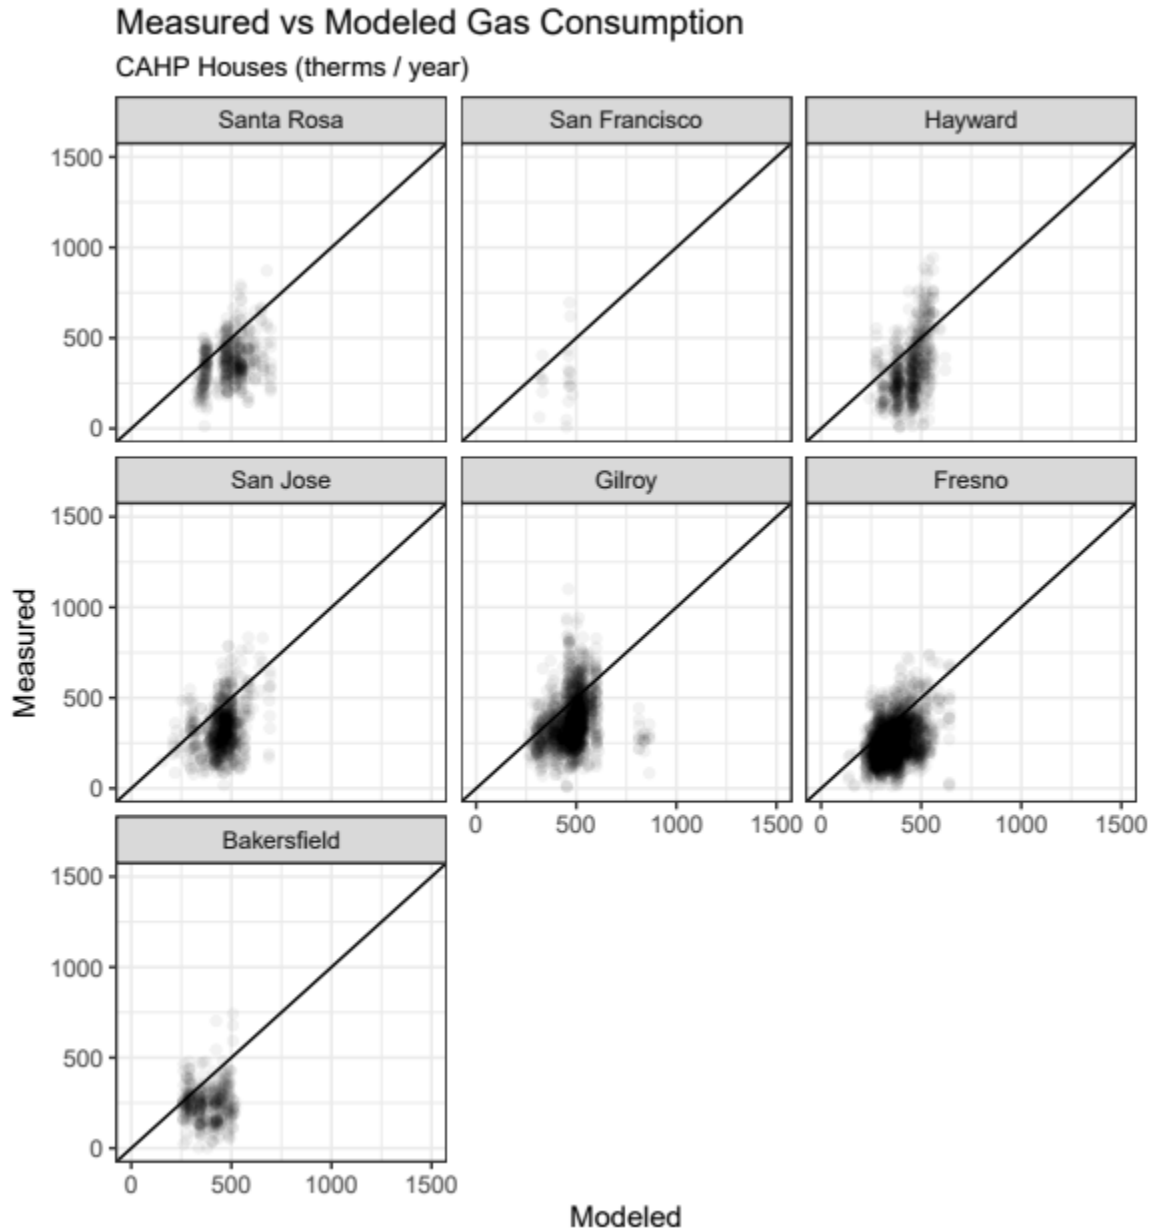 Measured vs Modeled Gas Consumption
CAHP Houses (therms / year)
Santa Rosa
San Francisco
Hayward
1500
1000
500
0
San Jose
Gilroy
Fresno
1500
1000
500
0
0 500 1000 1500
0 500 1000 1500
Measured
Bakersfield
1500
1000
500
0
0 500 1000 1500
Modeled